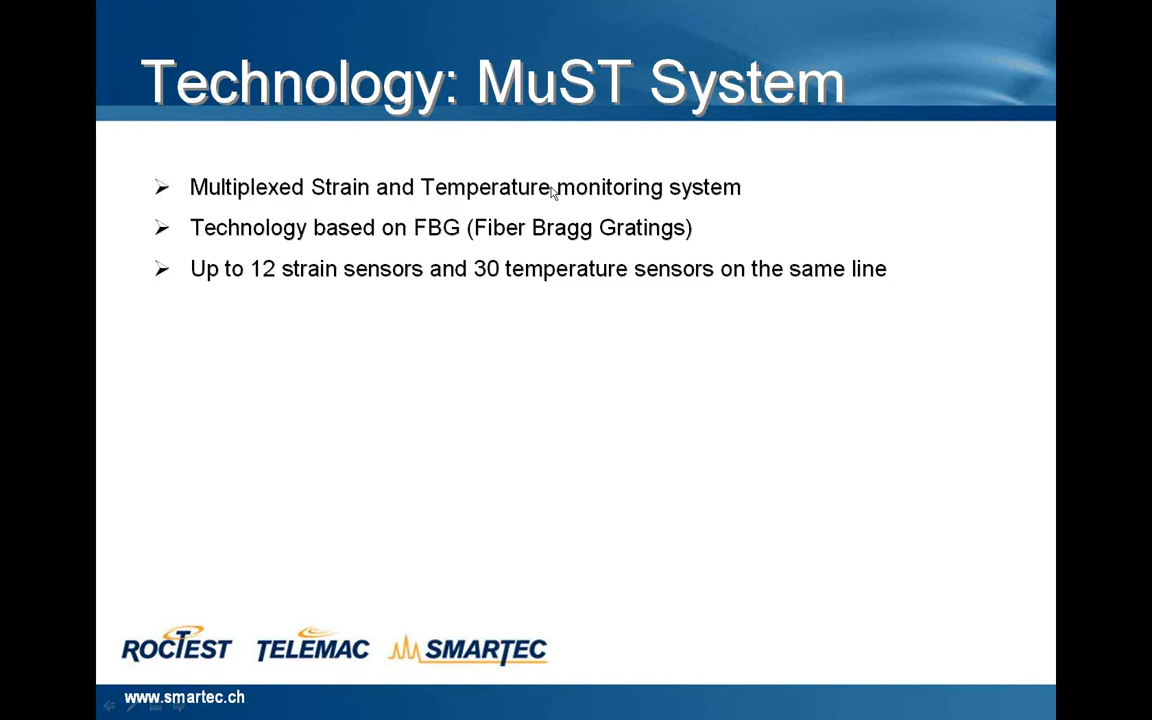 Technology: MuST System
Multiplexed Strain and Temperature monitoring system
Technology based on FBG (Fiber Bragg Gratings)
Up to 12 strain sensors and 30 temperature sensors on the same line
ROCTEST TELEMAC SMARTEC
www.smartec.ch